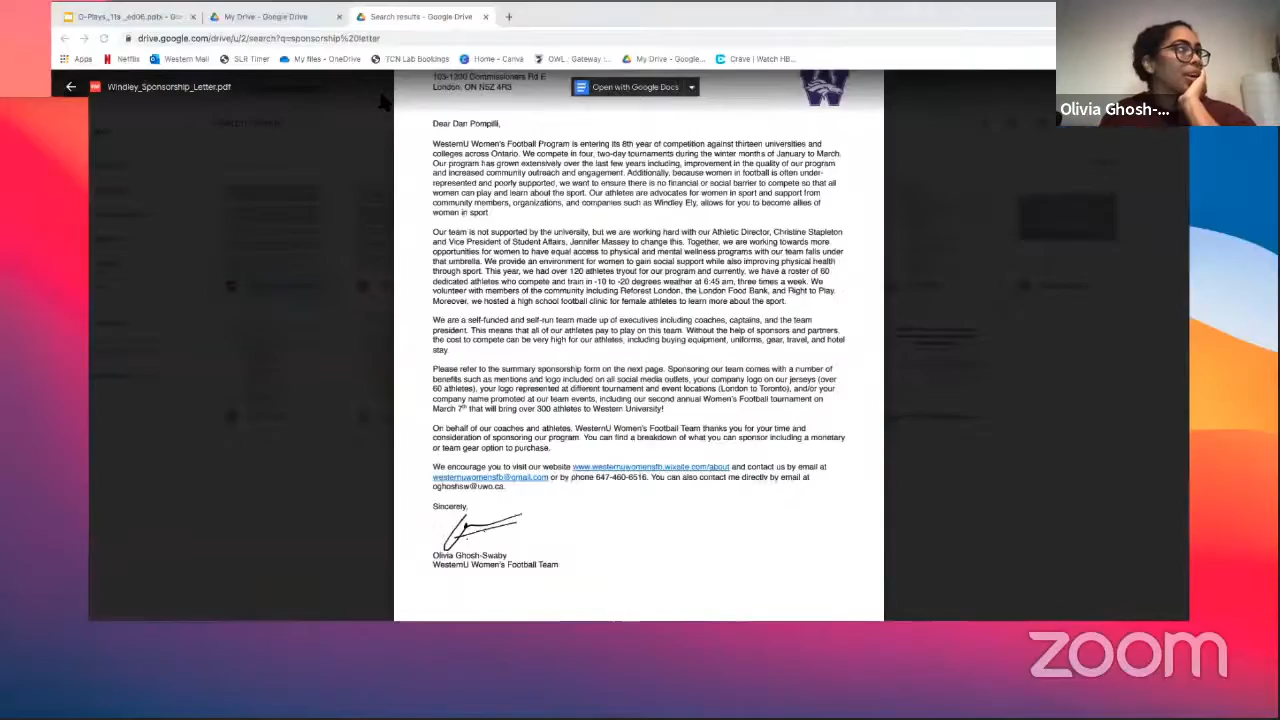 O-Plays_11s_ed06.pptx - Go
My Drive - Google Drive
Search results - Google Drive
drive.google.com/drive/u/2/search?q=sponsorship%20letter
Apps Netflix Western Mail SLR Timer My files - OneDrive TCN Lab Bookings Home - Canva OWL : Gateway :... My Drive - Google... Crave | Watch HB...
Windley_Sponsorship_Letter.pdf
Open with Google Docs
Olivia Ghosh-...
103-1200 Commissioners Rd E
London, ON N5Z 4R3
W
Dear Dan Pompilli,
WesternU Women's Football Program is entering its 8th year of competition against thirteen universities and
colleges across Ontario. We compete in four, two-day tournaments during the winter months of January to March.
Our program has grown extensively over the last few years including, improvement in the quality of our program
and increased community outreach and engagement. Additionally, because women in football is often under-
represented and poorly supported, we want to ensure there is no financial or social barrier to compete so that all
women can play and learn about the sport. Our athletes are advocates for women in sport and support from
community members, organizations, and companies such as Windley Ely, allows for you to become allies of
women in sport
Our team is not supported by the university, but we are working hard with our Athletic Director, Christine Stapleton
and Vice President of Student Affairs, Jennifer Massey to change this. Together, we are working towards more
opportunities for women to have equal access to physical and mental wellness programs with our team falls under
that umbrella. We provide an environment for women to gain social support while also improving physical health
through sport. This year, we had over 120 athletes tryout for our program and currently, we have a roster of 60
dedicated athletes who compete and train in -10 to -20 degrees weather at 6:45 am, three times a week. We
volunteer with members of the community including Reforest London, the London Food Bank, and Right to Play.
Moreover, we hosted a high school football clinic for female athletes to learn more about the sport.
We are a self-funded and self-run team made up of executives including coaches, captains, and the team
president. This means that all of our athletes pay to play on this team. Without the help of sponsors and partners,
the cost to compete can be very high for our athletes, including buying equipment, uniforms, gear, travel, and hotel
stay.
Please refer to the summary sponsorship form on the next page. Sponsoring our team comes with a number of
benefits such as mentions and logo included on all social media outlets, your company logo on our jerseys (over
60 athletes), your logo represented at different tournament and event locations (London to Toronto), and/or your
company name promoted at our team events, including our second annual Women's Football tournament on
March 7th that will bring over 300 athletes to Western University!
On behalf of our coaches and athletes, WesternU Women's Football Team thanks you for your time and
consideration of sponsoring our program. You can find a breakdown of what you can sponsor including a monetary
or team gear option to purchase.
We encourage you to visit our website www.westernuwomensfb.wixsite.com/about and contact us by email at
westernuwomensfb@gmail.com or by phone 647-460-6516. You can also contact me directly by email at
oghoshsw@uwo.ca.
Sincerely,
Olivia Ghosh-Swaby
WesternU Women's Football Team
zoom